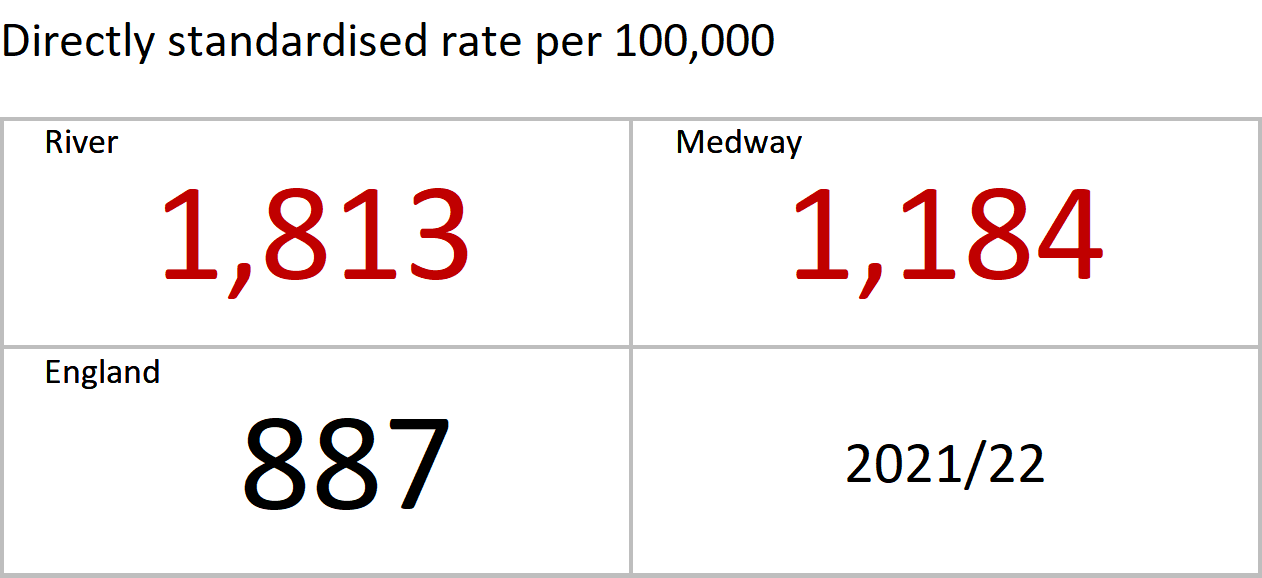 Directly standardised rate per 100,000
River
1,813
Medway
1,184
England
887
2021/22